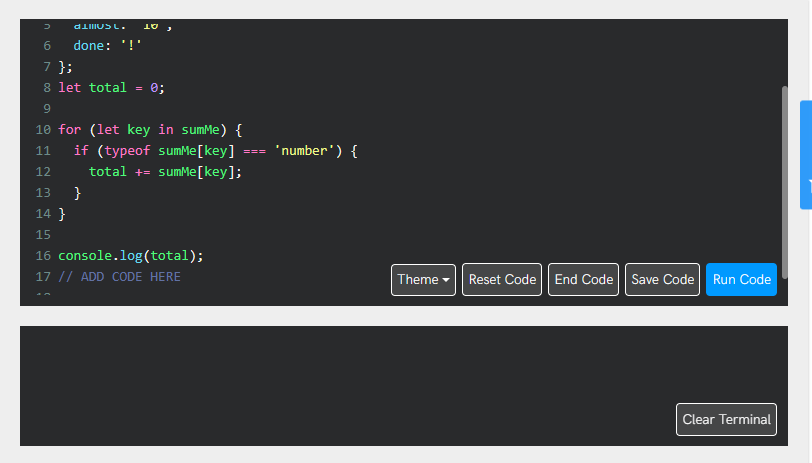 5   almost: '10',
6   done: '!'
7 };
8 let total = 0;
9
10 for (let key in sumMe) {
11   if (typeof sumMe[key] === 'number') {
12     total += sumMe[key];
13   }
14 }
15
16 console.log(total);
17 // ADD CODE HERE
18
Theme Reset Code End Code Save Code Run Code
Clear Terminal